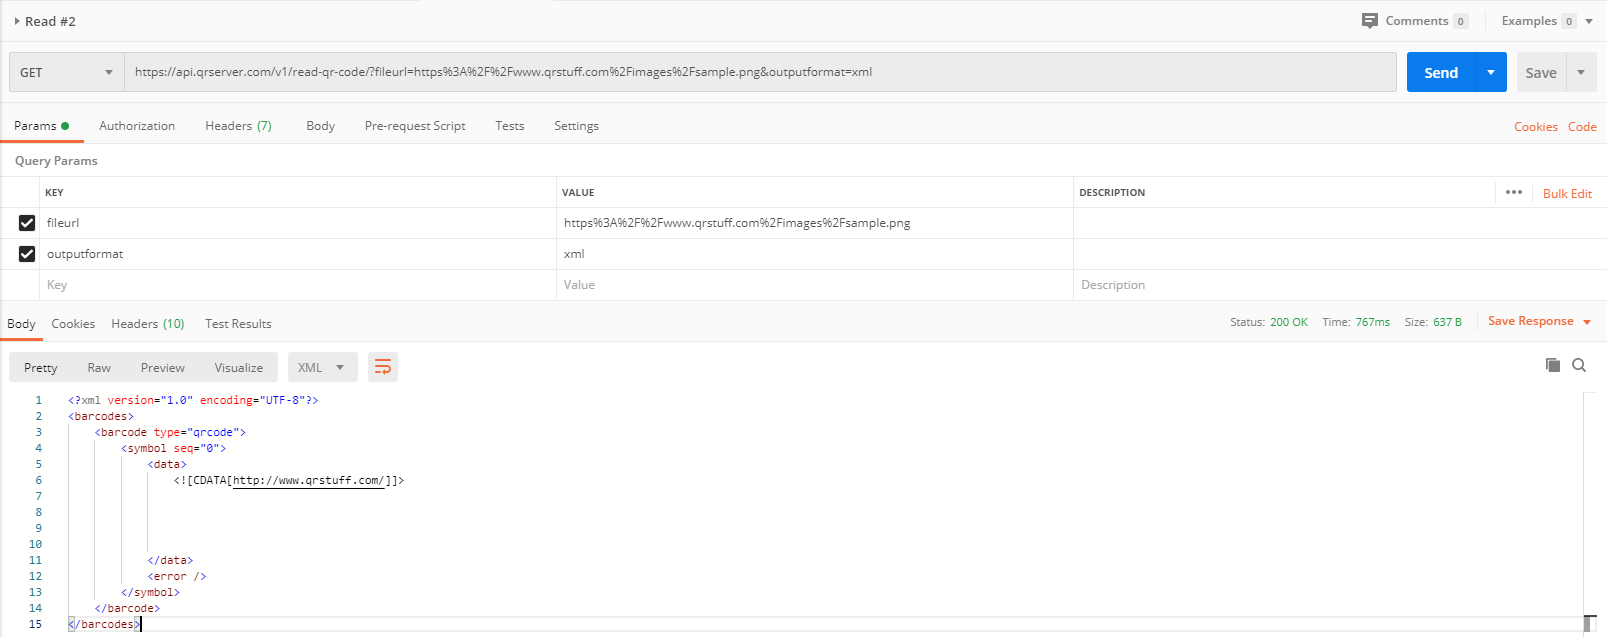 Read #2
Comments 0 Examples 0
GET https://api.qrserver.com/v1/read-qr-code/?fileurl=https%3A%2F%2Fwww.qrstuff.com%2Fimages%2Fsample.png&outputformat=xml Send Save
Params Authorization Headers (7) Body Pre-request Script Tests Settings Cookies Code
Query Params
KEY VALUE DESCRIPTION ••• Bulk Edit
fileurl https%3A%2F%2Fwww.qrstuff.com%2Fimages%2Fsample.png
outputformat xml
Key Value Description
Body Cookies Headers (10) Test Results Status: 200 OK Time: 767ms Size: 637 B Save Response
Pretty Raw Preview Visualize XML
1 <?xml version="1.0" encoding="UTF-8"?>
2 <barcodes>
3 <barcode type="qrcode">
4 <symbol seq="0">
5 <data>
6 <![CDATA[http://www.qrstuff.com/]]>
7
8
9
10
11 </data>
12 <error />
13 </symbol>
14 </barcode>
15 </barcodes>